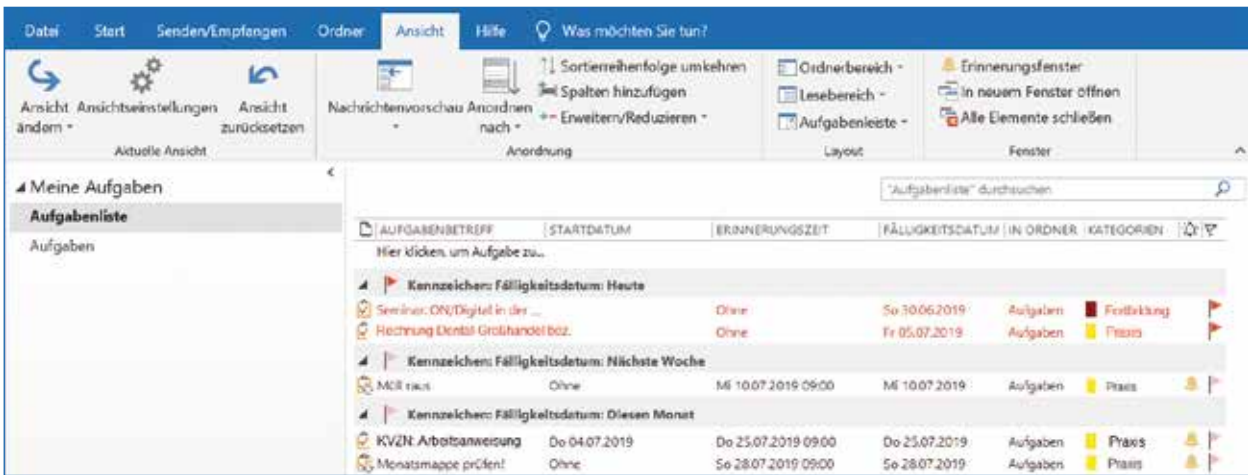 Datei Start Senden/Empfangen Ordner Ansicht Hilfe Was möchten Sie tun?
Ansicht ändern
Ansichtseinstellungen
Ansicht zurücksetzen
Aktuelle Ansicht
Nachrichtenvorschau
Anordnen nach
Sortierreihenfolge umkehren
Spalten hinzufügen
Erweitern/Reduzieren
Anordnung
Ordnerbereich
Lesebereich
Aufgabenleiste
Layout
Erinnerungsfenster
In neuem Fenster öffnen
Alle Elemente schließen
Fenster
Meine Aufgaben
Aufgabenliste
Aufgaben
"Aufgabenliste" durchsuchen
AUFGABENBETREFF STARTDATUM ERINNERUNGSZEIT FÄLLIGKEITSDATUM IN ORDNER KATEGORIEN
Hier klicken, um Aufgabe zu...
Kennzeichen: Fälligkeitsdatum: Heute
Seminar: ON/Digital in der ... Ohne So 30.06.2019 Aufgaben Fortbildung
Rechnung Dental-Großhandel bez. Ohne Fr 05.07.2019 Aufgaben Praxis
Kennzeichen: Fälligkeitsdatum: Nächste Woche
Müll raus Ohne Mi 10.07.2019 09:00 Mi 10.07.2019 Aufgaben Praxis
Kennzeichen: Fälligkeitsdatum: Diesen Monat
KVZN: Arbeitsanweisung Do 04.07.2019 Do 25.07.2019 09:00 Do 25.07.2019 Aufgaben Praxis
Monatsmappe prüfen! Ohne So 28.07.2019 09:00 So 28.07.2019 Aufgaben Praxis